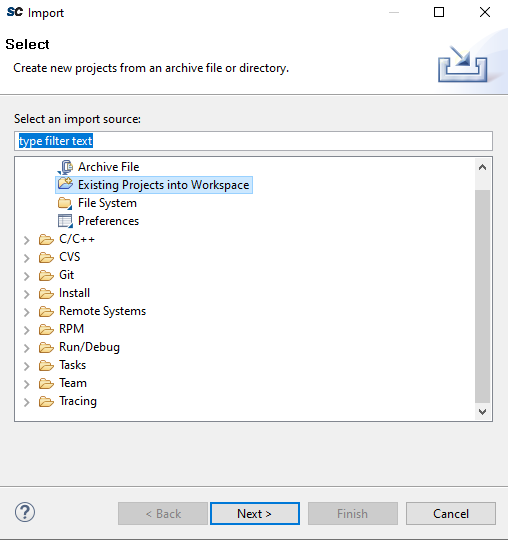 SC Import
Select
Create new projects from an archive file or directory.
Select an import source:
type filter text
Archive File
Existing Projects into Workspace
File System
Preferences
C/C++
CVS
Git
Install
Remote Systems
RPM
Run/Debug
Tasks
Team
Tracing
? < Back Next > Finish Cancel